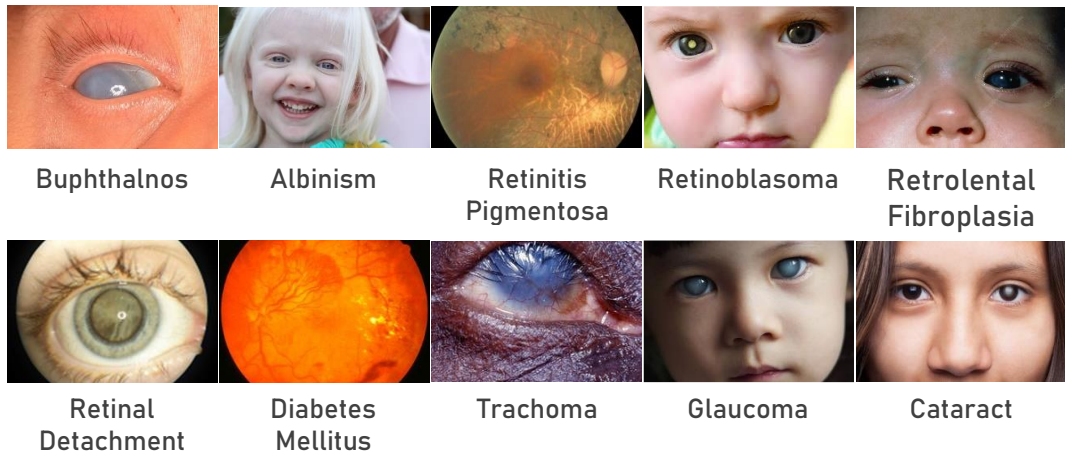 Buphthalnos
Albinism
Retinitis
Pigmentosa
Retinoblasoma
Retrolental
Fibroplasia
Retinal
Detachment
Diabetes
Mellitus
Trachoma
Glaucoma
Cataract